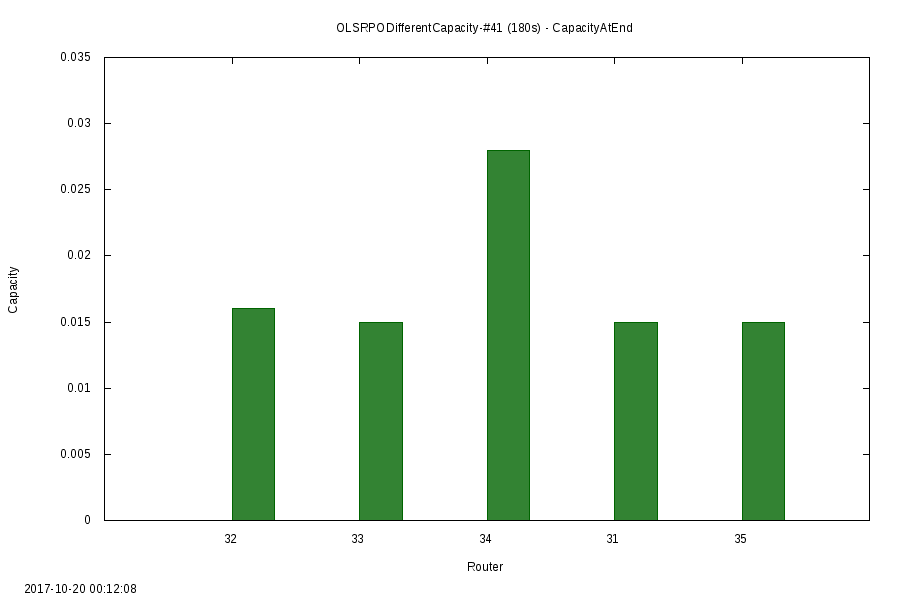 OLSRPODifferentCapacity-#41 (180s) - CapacityAtEnd
0.035
0.03
0.025
0.02
0.015
0.01
0.005
0
Capacity
32 33 34 31 35
Router
2017-10-20 00:12:08